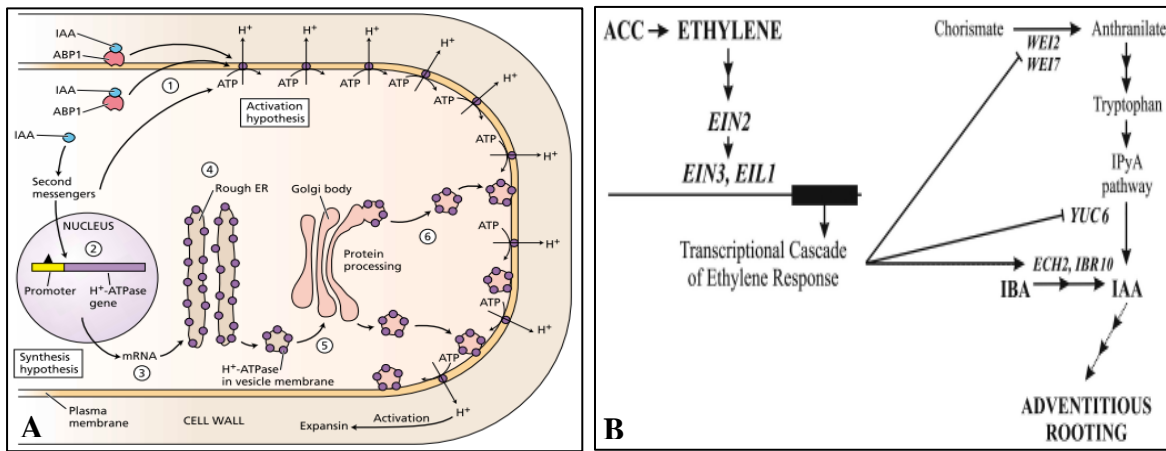 IAA
ABP1
IAA
ABP1
IAA
1
Second
messengers
H+
H+
H+
H+
H+
ATP
ATP
ATP
ATP
ATP
Activation
hypothesis
ATP
H+
4
Rough ER
Golgi body
6
NUCLEUS
2
Promoter
H+-ATPase
gene
Protein
processing
ATP
H+
Synthesis
hypothesis
mRNA
3
5
H+-ATPase
in vesicle membrane
ATP
H+
ATP
H+
Plasma
membrane
CELL WALL
Expansin
Activation
A
ACC
ETHYLENE
EIN2
EIN3, EIL1
Transcriptional Cascade
of Ethylene Response
Chorismate
WEI2
WEI7
Anthranilate
Tryptophan
IPyA
pathway
YUC6
ECH2, IBR10
IBA
IAA
ADVENTITIOUS
ROOTING
B